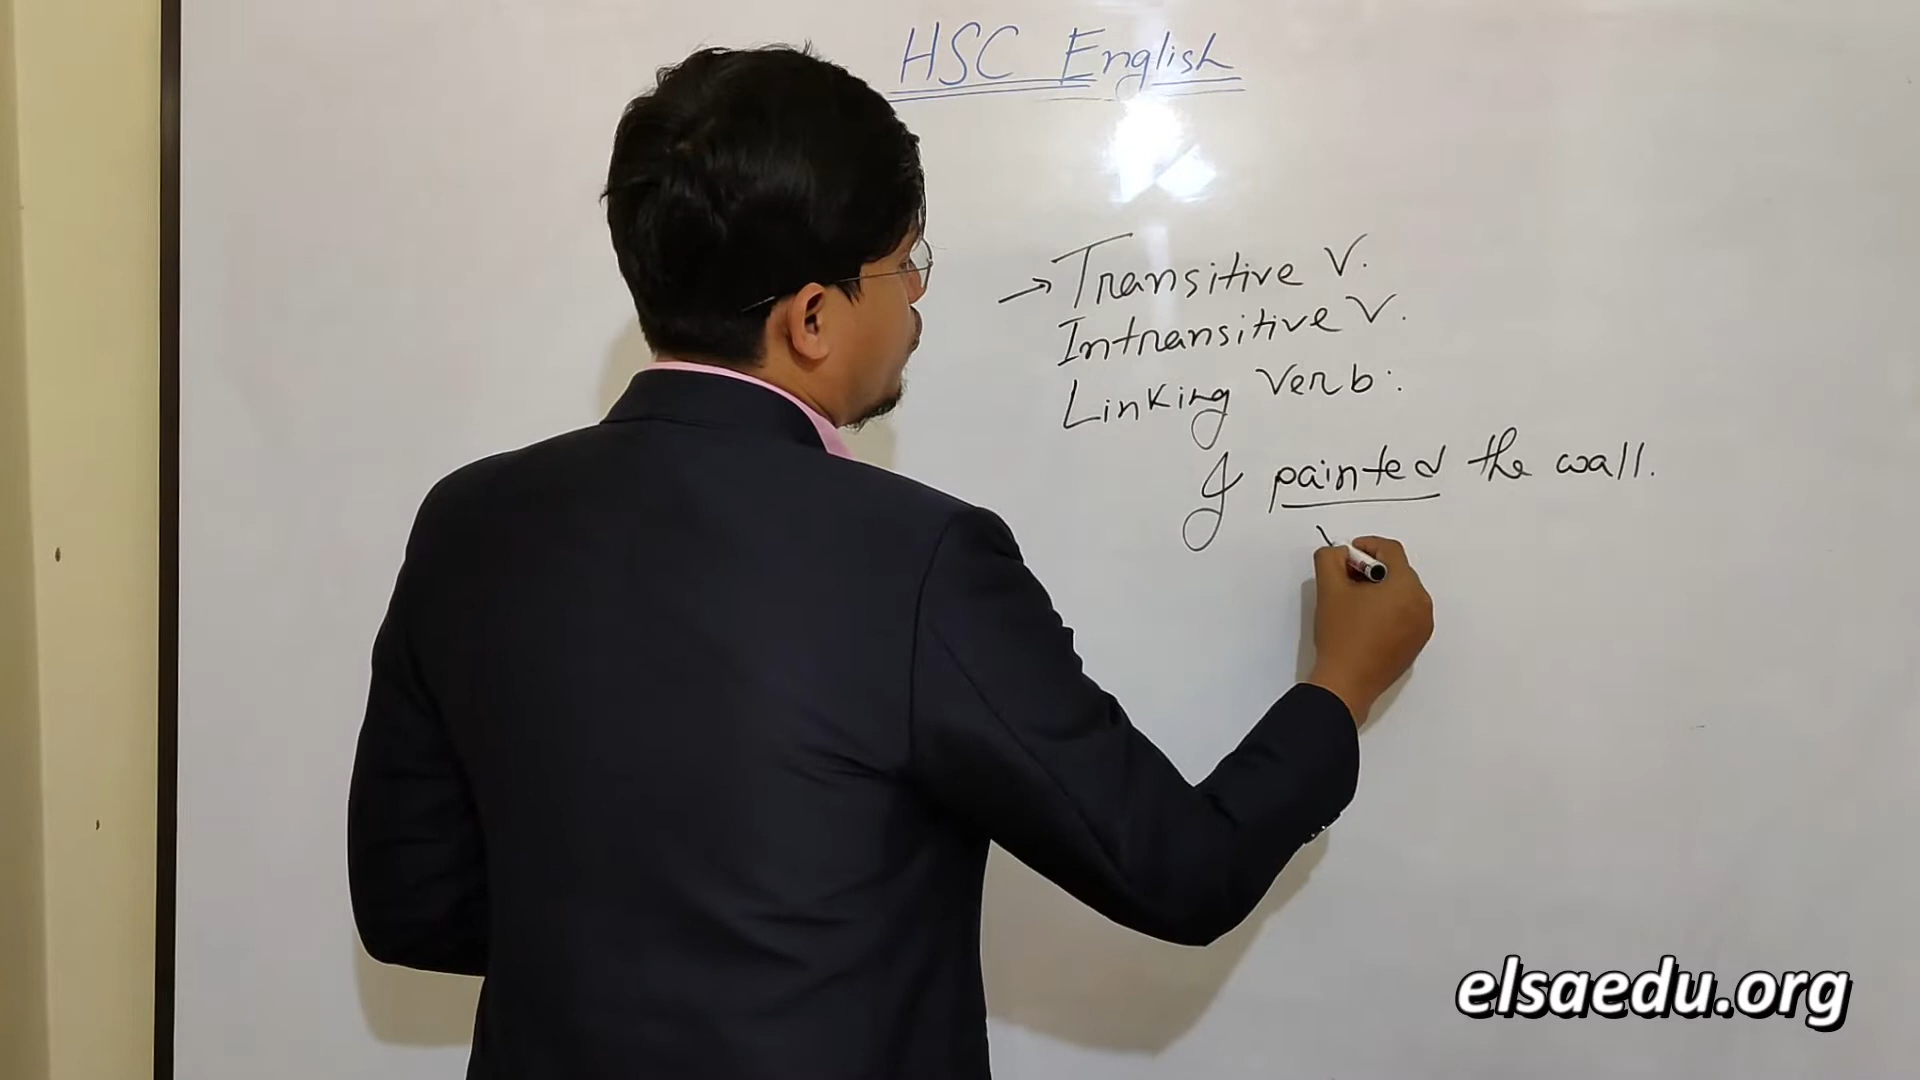 HSC English
→ Transitive V.
Intransitive V.
Linking Verb:
I painted the wall.
elsaedu.org